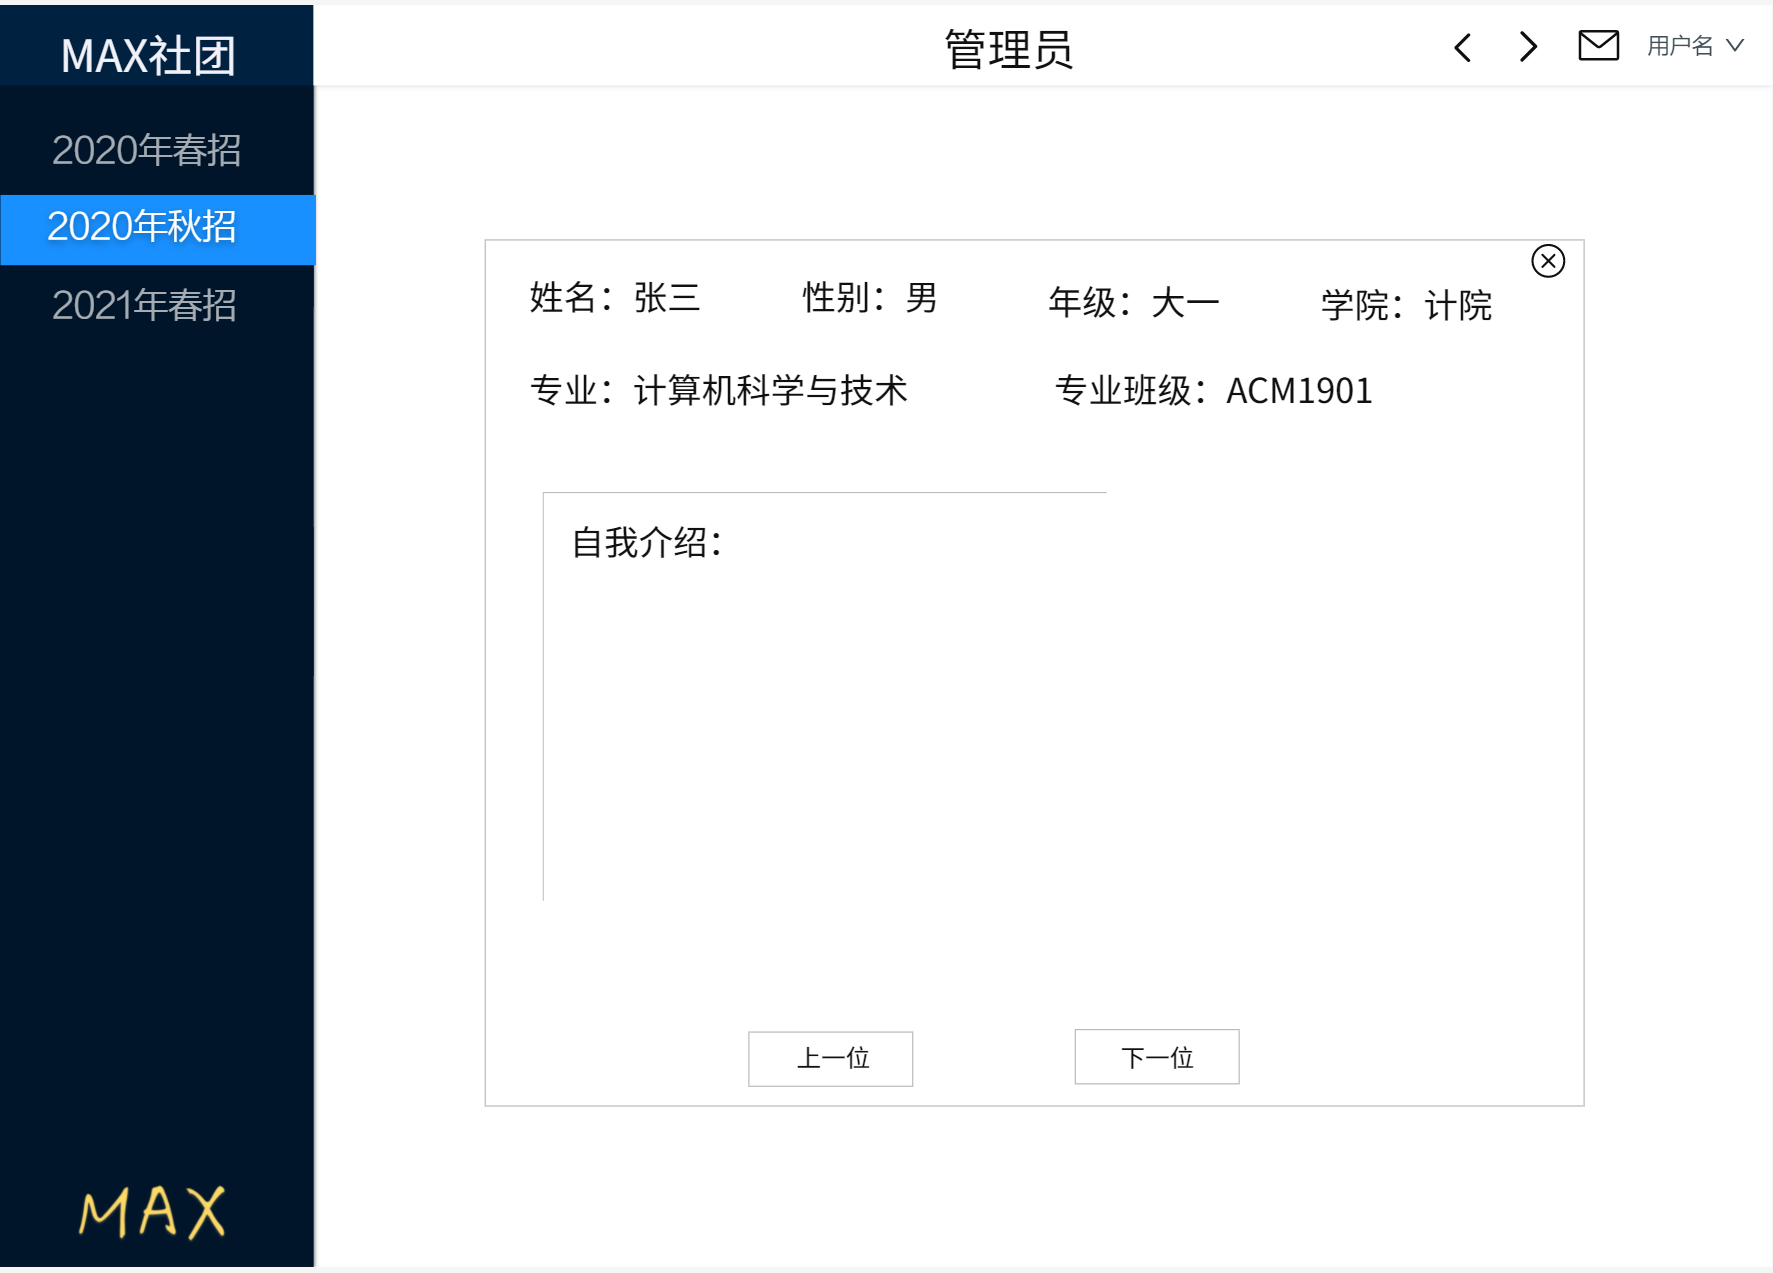 MAX社团
管理员
用户名
2020年春招
2020年秋招
2021年春招
姓名：张三
性别：男
年级：大一
学院：计院
专业：计算机科学与技术
专业班级：ACM1901
自我介绍：
上一位
下一位
MAX